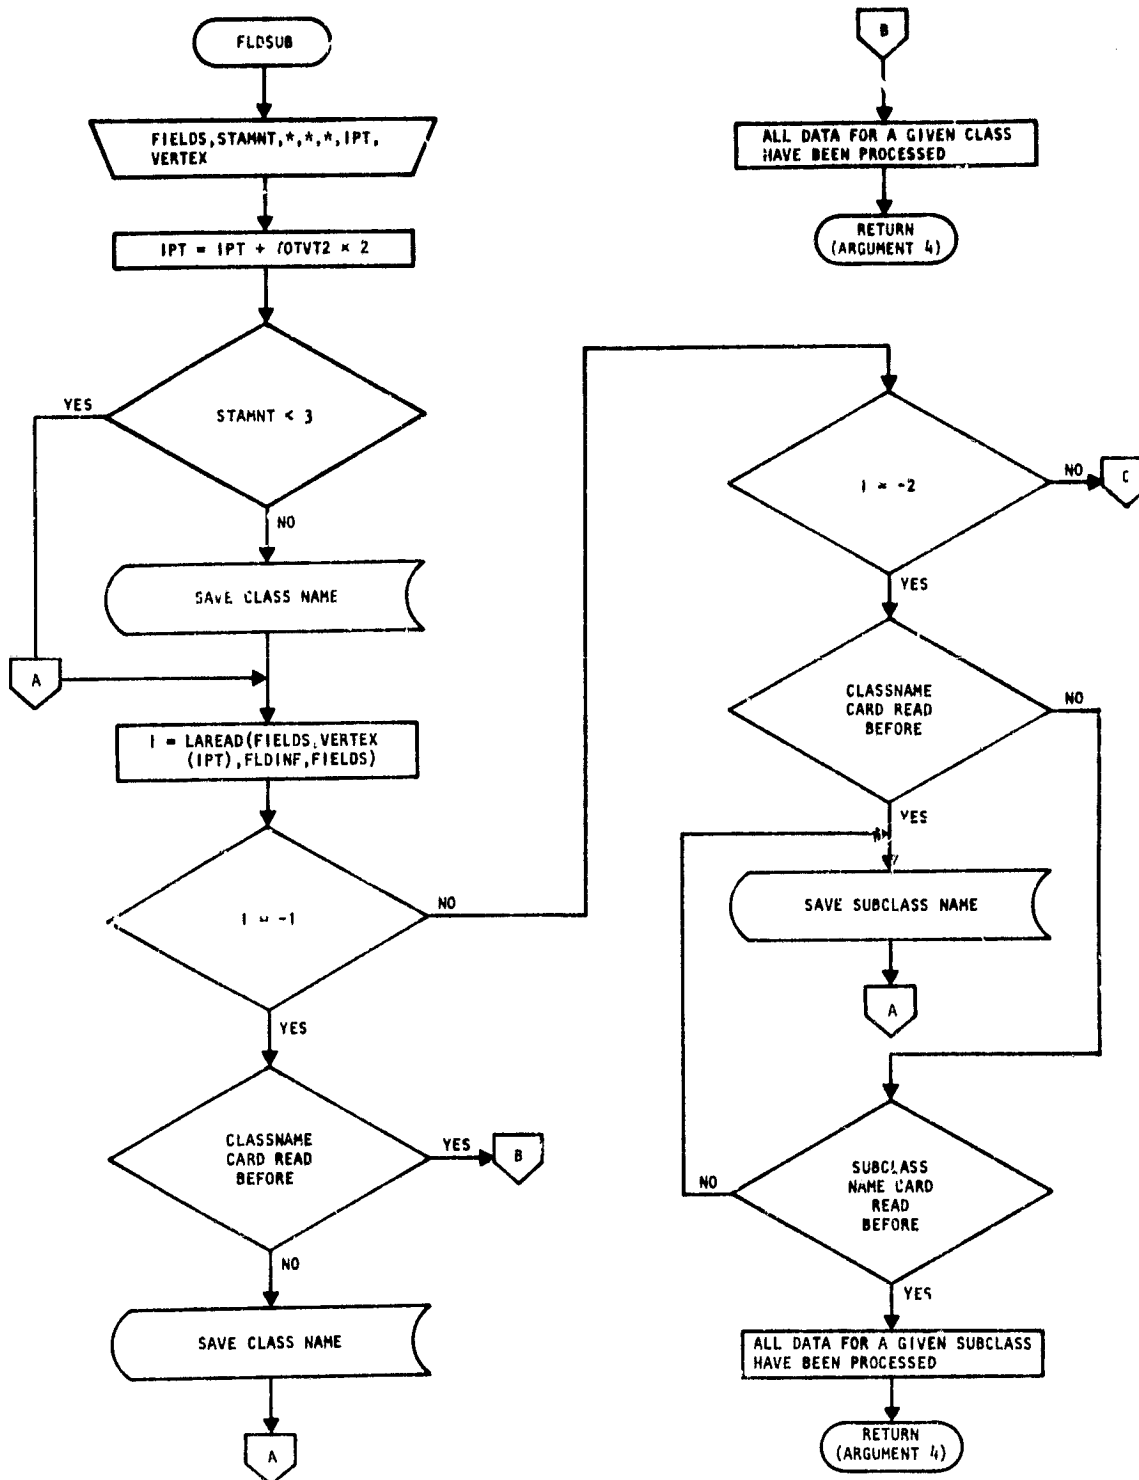 FLDSUB
FIELDS,STAMNT,*,*,*,IPT,
VERTEX
IPT = IPT + TOTVT2 * 2
STAMNT < 3
YES
NO
SAVE CLASS NAME
A
I = LAREAD(FIELDS,VERTEX
(IPT),FLDINF,FIELDS)
I = -1
NO
YES
CLASSNAME
CARD READ
BEFORE
YES
B
NO
SAVE CLASS NAME
A
B
ALL DATA FOR A GIVEN CLASS
HAVE BEEN PROCESSED
RETURN
(ARGUMENT 4)
I = -2
NO
C
YES
CLASSNAME
CARD READ
BEFORE
NO
YES
SAVE SUBCLASS NAME
A
SUBCLASS
NAME CARD
READ
BEFORE
NO
YES
ALL DATA FOR A GIVEN SUBCLASS
HAVE BEEN PROCESSED
RETURN
(ARGUMENT 4)